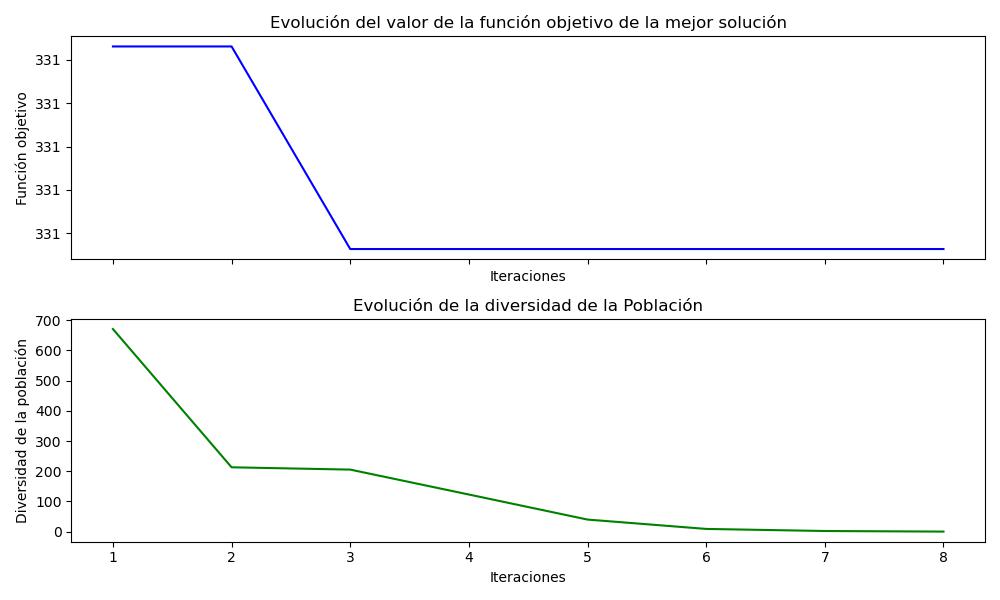 Evolución del valor de la función objetivo de la mejor solución
Función objetivo
331
331
331
331
331
Iteraciones
Evolución de la diversidad de la Población
Diversidad de la población
700
600
500
400
300
200
100
0
1 2 3 4 5 6 7 8
Iteraciones